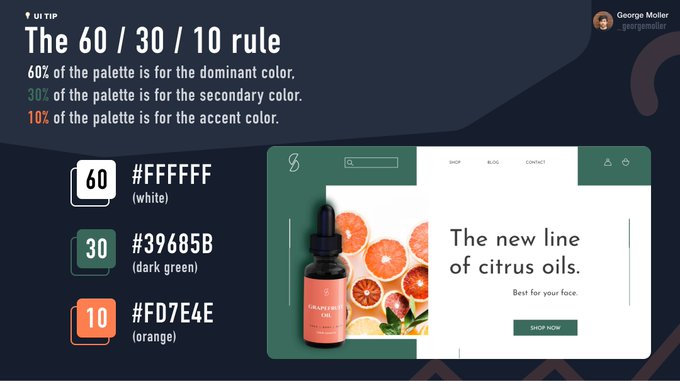 UI TIP
The 60 / 30 / 10 rule
60% of the palette is for the dominant color,
30% of the palette is for the secondary color.
10% of the palette is for the accent color.
George Moller
_georgemoller
60
#FFFFFF
(white)
30
#39685B
(dark green)
10
#FD7E4E
(orange)
SHOP
BLOG
CONTACT
The new line
of citrus oils.
Best for your face.
SHOP NOW
GRAPEFRUIT
OIL